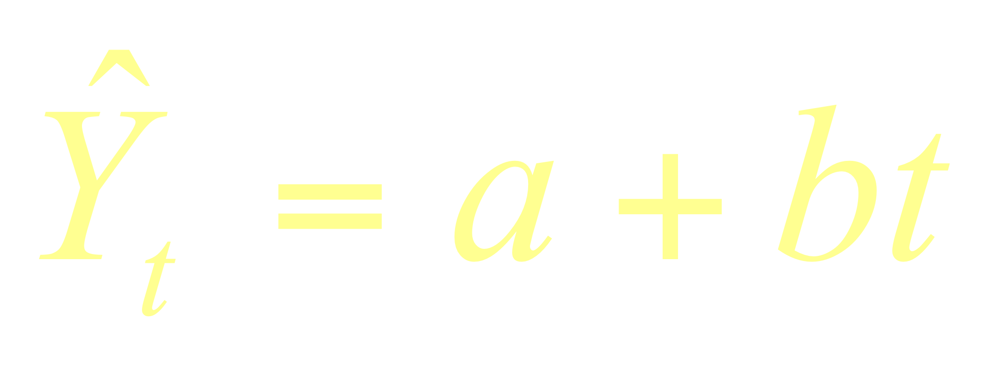 Ŷt = a + bt